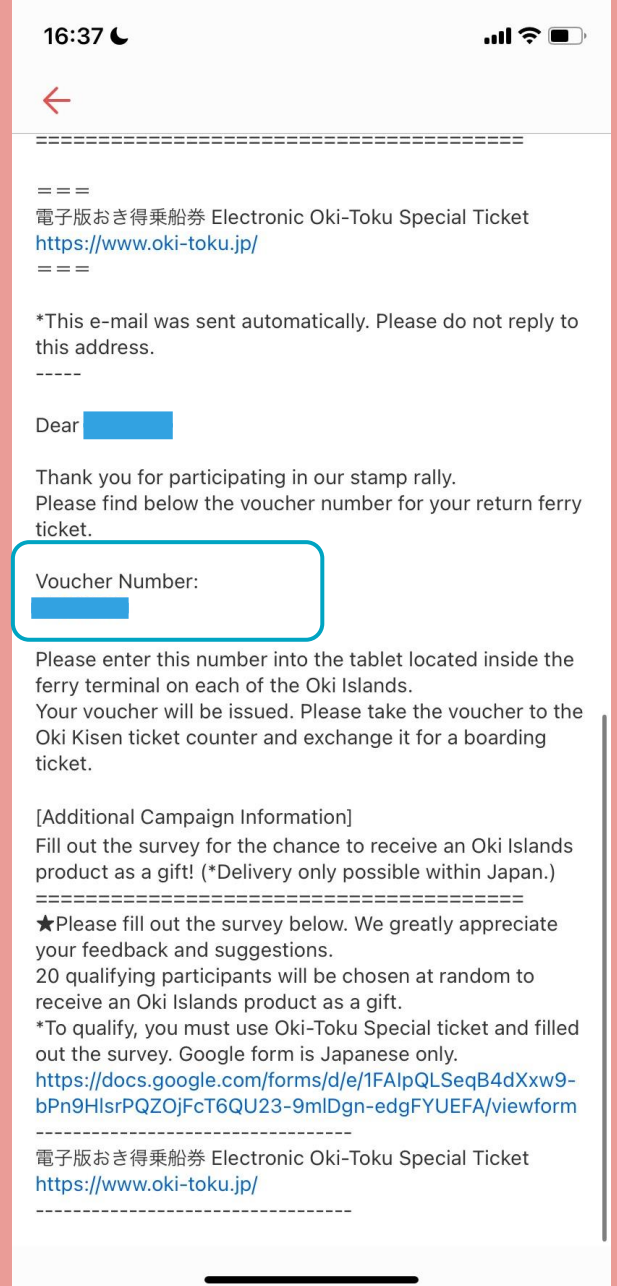 16:37
=======================================
===
電子版おき得乗船券 Electronic Oki-Toku Special Ticket
https://www.oki-toku.jp/
===
*This e-mail was sent automatically. Please do not reply to
this address.
-----
Dear
Thank you for participating in our stamp rally.
Please find below the voucher number for your return ferry
ticket.
Voucher Number:
Please enter this number into the tablet located inside the
ferry terminal on each of the Oki Islands.
Your voucher will be issued. Please take the voucher to the
Oki Kisen ticket counter and exchange it for a boarding
ticket.
[Additional Campaign Information]
Fill out the survey for the chance to receive an Oki Islands
product as a gift! (*Delivery only possible within Japan.)
=======================================
★Please fill out the survey below. We greatly appreciate
your feedback and suggestions.
20 qualifying participants will be chosen at random to
receive an Oki Islands product as a gift.
*To qualify, you must use Oki-Toku Special ticket and filled
out the survey. Google form is Japanese only.
https://docs.google.com/forms/d/e/1FAIpQLSeqB4dXxw9-
bPn9HlsrPQZOjFcT6QU23-9mlDgn-edgFYUEFA/viewform
----------------------------------
電子版おき得乗船券 Electronic Oki-Toku Special Ticket
https://www.oki-toku.jp/
----------------------------------